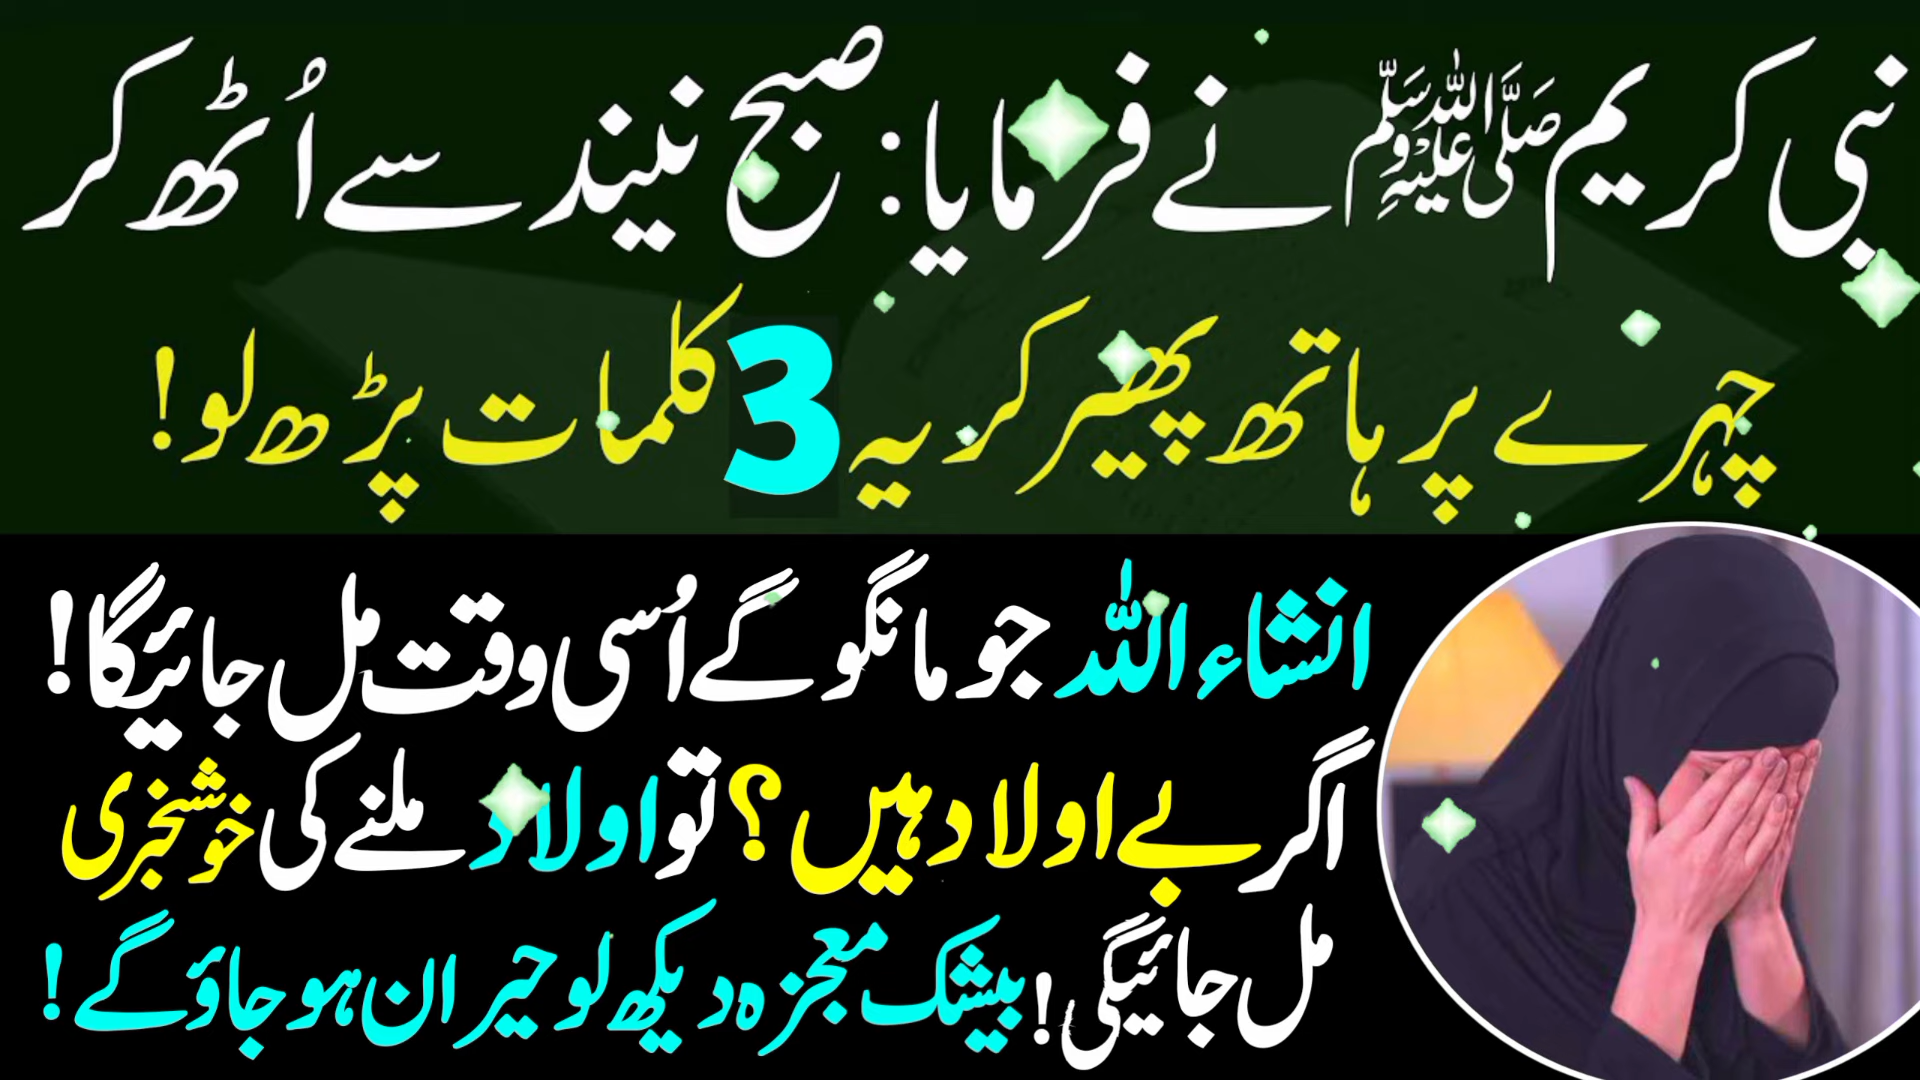 نبی کریم ﷺ نے فرمایا: صبح نیند سے اُٹھ کر
چہرے پر ہاتھ پھیر کر یہ 3 کلمات پڑھ لو!
انشاء اللہ جو مانگو گے اُسی وقت مل جائیگا!
اگر بے اولاد ہیں؟ تو اولاد ملنے کی خوشخبری
مل جائیگی! بیشک معجزہ دیکھ لو حیران ہو جاؤ گے!